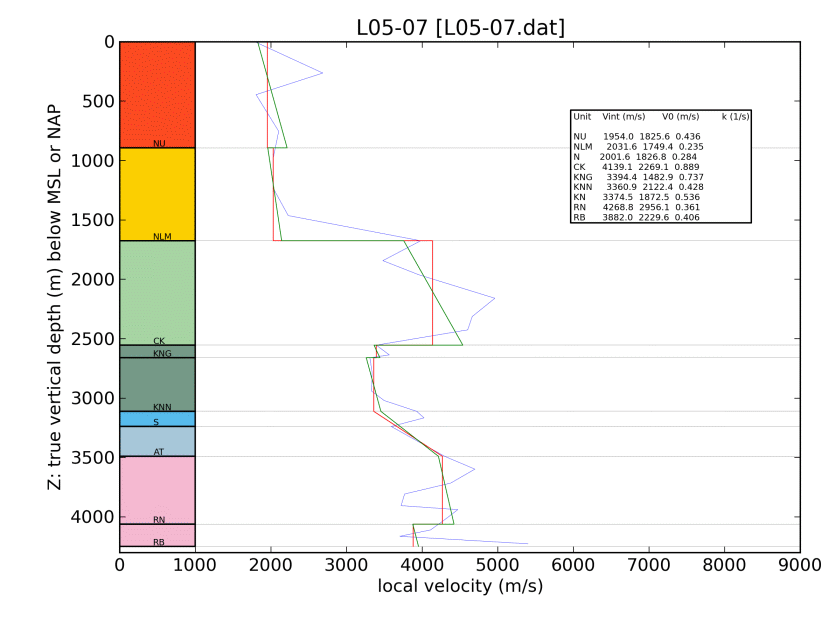 L05-07 [L05-07.dat]
Z: true vertical depth (m) below MSL or NAP
0
500
1000
1500
2000
2500
3000
3500
4000
NU
NLM
CK
KNG
KNN
S
AT
RN
RB
Unit Vint (m/s) V0 (m/s) k (1/s)
NU 1954.0 1825.6 0.436
NLM 2031.6 1749.4 0.235
N 2001.6 1826.8 0.284
CK 4139.1 2269.1 0.889
KNG 3394.4 1482.9 0.737
KNN 3360.9 2122.4 0.428
KN 3374.5 1872.5 0.536
RN 4268.8 2956.1 0.361
RB 3882.0 2229.6 0.406
0 1000 2000 3000 4000 5000 6000 7000 8000 9000
local velocity (m/s)